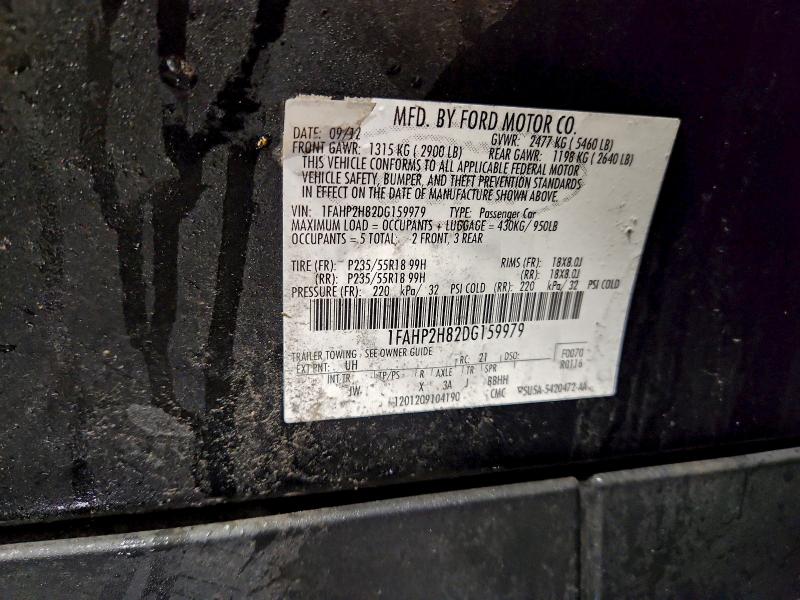 MFD. BY FORD MOTOR CO.
DATE: 09/12 GVWR: 2477 KG ( 5460 LB)
FRONT GAWR: 1315 KG ( 2900 LB) REAR GAWR: 1198 KG ( 2640 LB)
THIS VEHICLE CONFORMS TO ALL APPLICABLE FEDERAL MOTOR
VEHICLE SAFETY, BUMPER, AND THEFT PREVENTION STANDARDS
IN EFFECT ON THE DATE OF MANUFACTURE SHOWN ABOVE.
VIN: 1FAHP2H82DG159979 TYPE: Passenger Car
MAXIMUM LOAD = OCCUPANTS + LUGGAGE = 430KG/ 950LB
OCCUPANTS = 5 TOTAL: 2 FRONT, 3 REAR
TIRE (FR): P235/55R18 99H RIMS (FR): 18X8.0J
(RR): P235/55R18 99H (RR): 18X8.0J
PRESSURE (FR): 220 kPa/ 32 PSI COLD (RR): 220 kPa/ 32 PSI COLD
1FAHP2H82DG159979
TRAILER TOWING - SEE OWNER GUIDE
EXT PNT: UH RC: 21 DSO: F0070
R0116
INT TR TP/PS R AXLE TR SPR
JW X 3A J BBHH
1201209104190 CMC 5U5A-5420472-AA